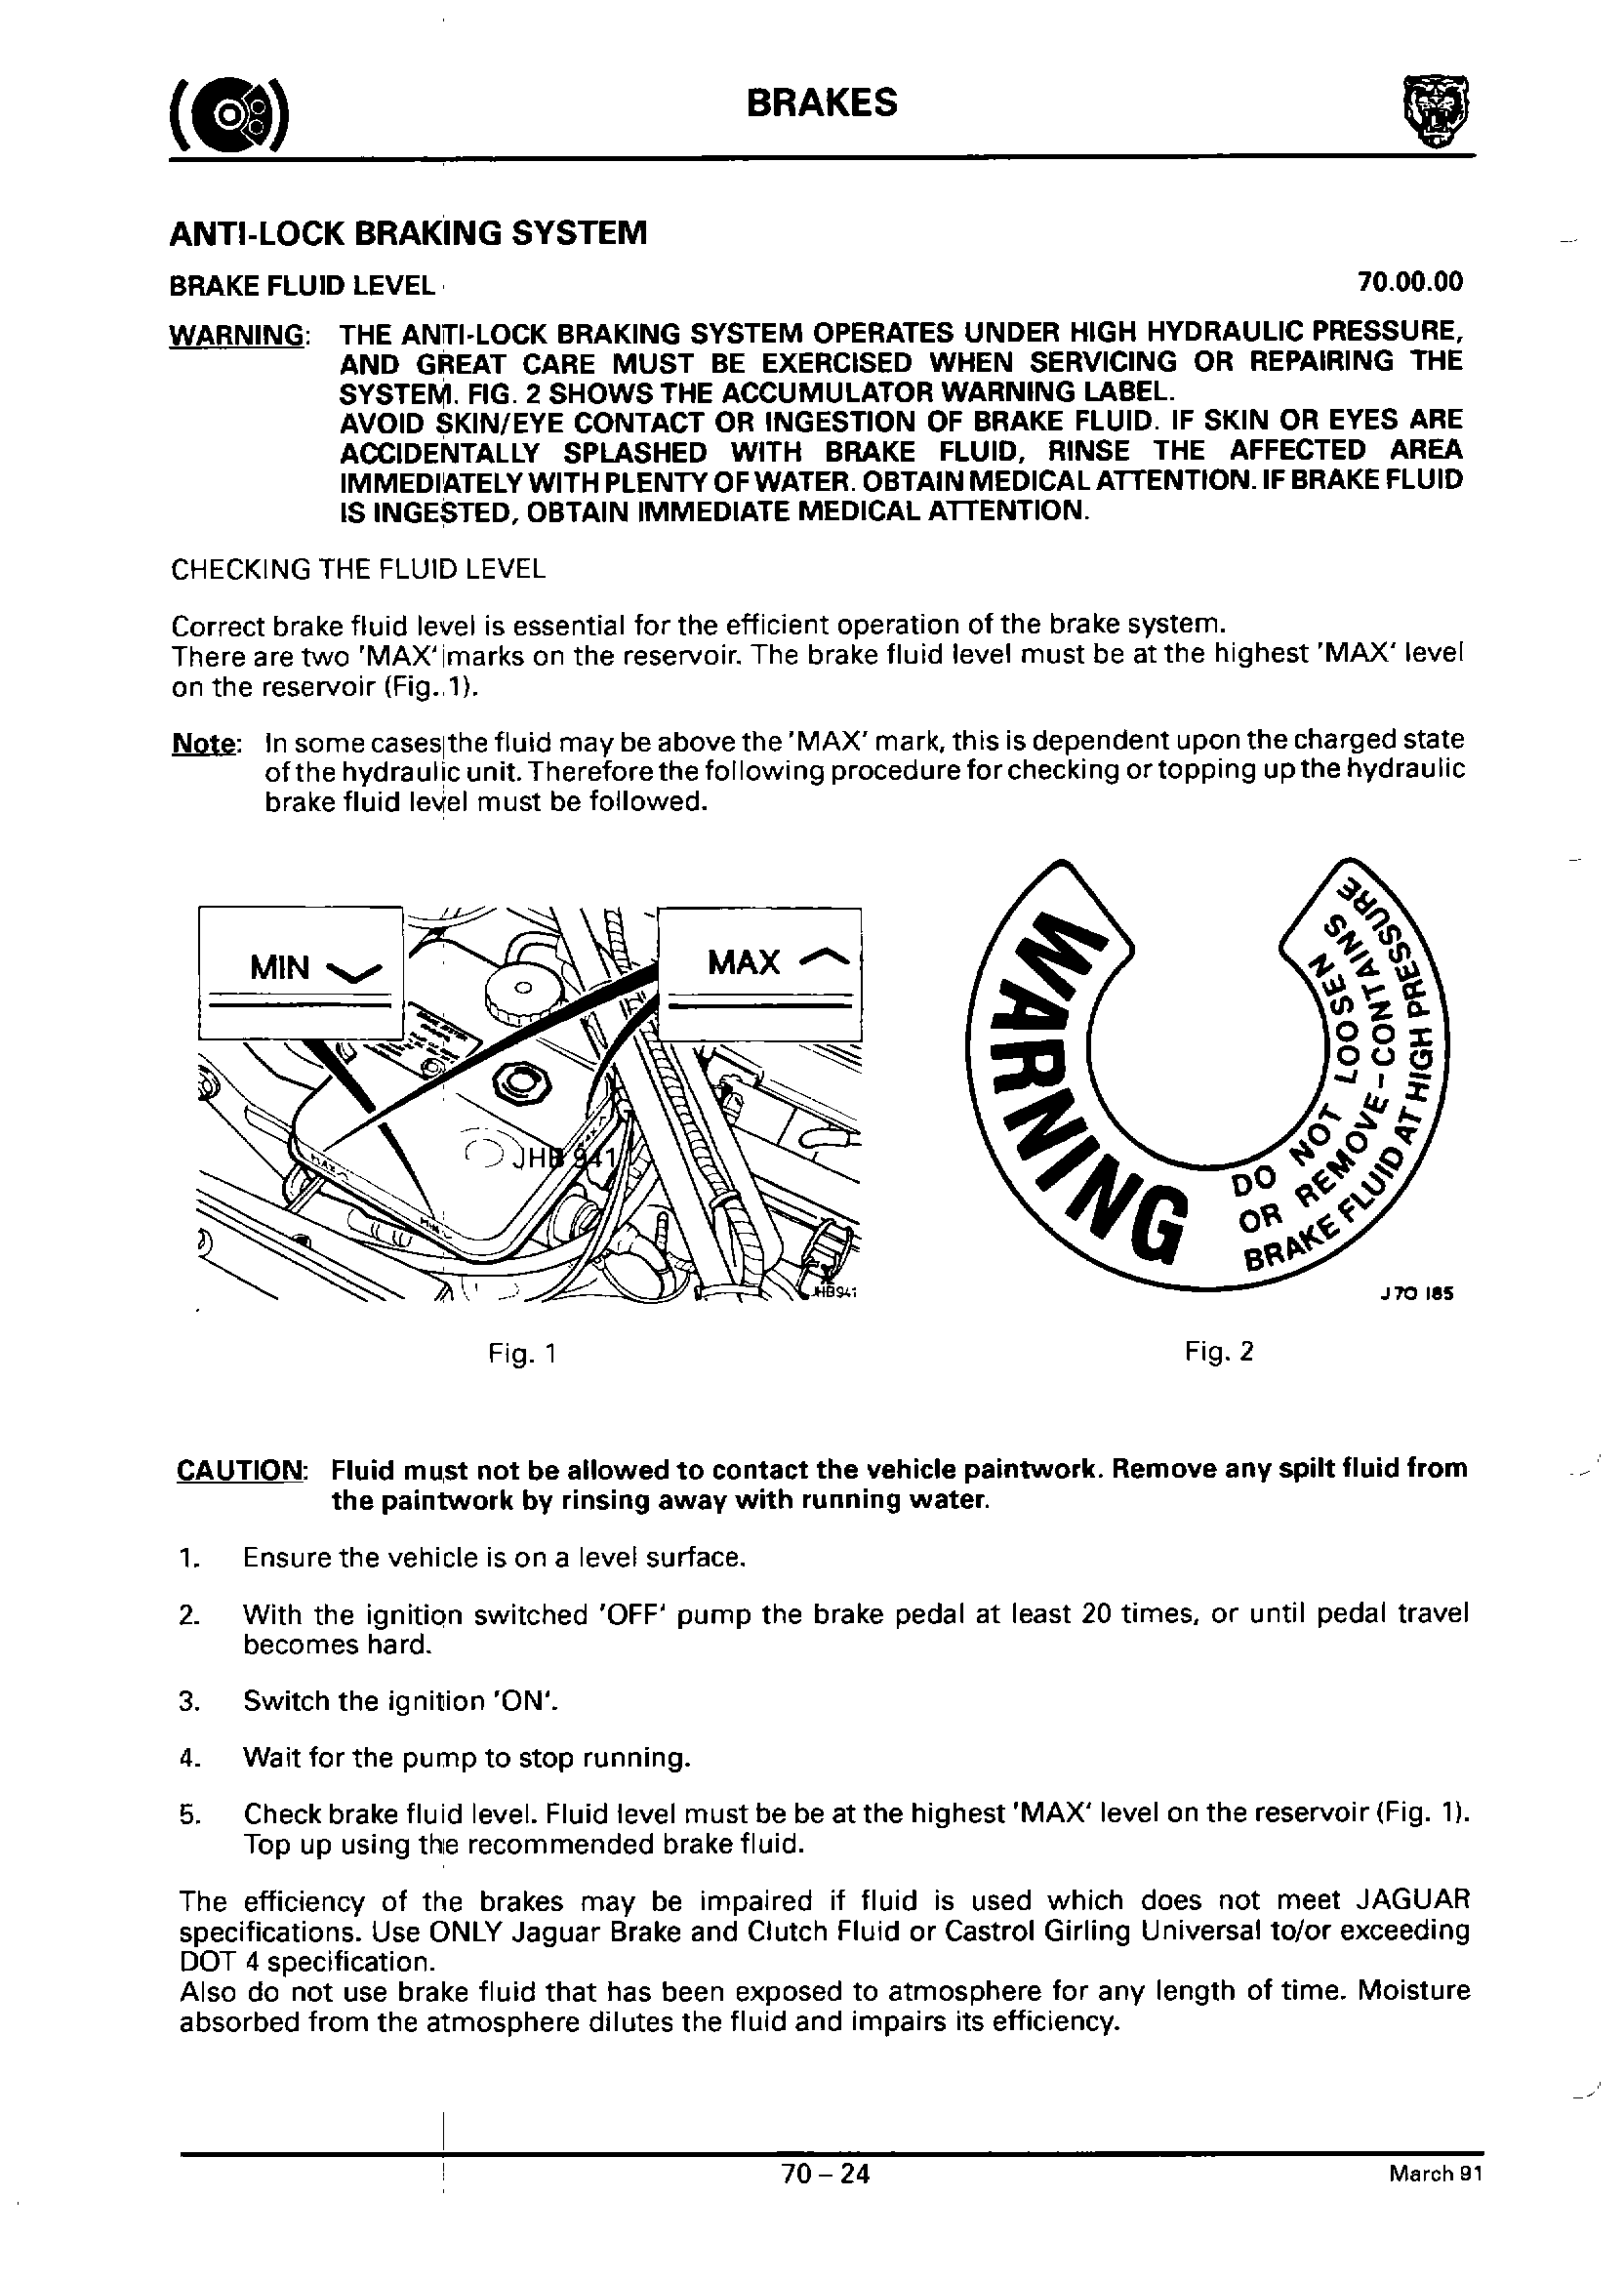 BRAKES
ANTI-LOCK BRAKING SYSTEM
BRAKE FLUID LEVEL 70.00.00
WARNING: THE ANTI-LOCK BRAKING SYSTEM OPERATES UNDER HIGH HYDRAULIC PRESSURE,
AND GREAT CARE MUST BE EXERCISED WHEN SERVICING OR REPAIRING THE
SYSTEM. FIG. 2 SHOWS THE ACCUMULATOR WARNING LABEL.
AVOID SKIN/EYE CONTACT OR INGESTION OF BRAKE FLUID. IF SKIN OR EYES ARE
ACCIDENTALLY SPLASHED WITH BRAKE FLUID, RINSE THE AFFECTED AREA
IMMEDIATELY WITH PLENTY OF WATER. OBTAIN MEDICAL ATTENTION. IF BRAKE FLUID
IS INGESTED, OBTAIN IMMEDIATE MEDICAL ATTENTION.
CHECKING THE FLUID LEVEL
Correct brake fluid level is essential for the efficient operation of the brake system.
There are two 'MAX' marks on the reservoir. The brake fluid level must be at the highest 'MAX' level
on the reservoir (Fig. 1).
Note: In some cases the fluid may be above the 'MAX' mark, this is dependent upon the charged state
of the hydraulic unit. Therefore the following procedure for checking or topping up the hydraulic
brake fluid level must be followed.
MIN
MAX
MAX
MAX
MIN
JHB 941
JHB941
Fig. 1
WARNING
DO NOT LOOSEN
OR REMOVE-CONTAINS
BRAKE FLUID AT HIGH PRESSURE
J70 185
Fig. 2
CAUTION: Fluid must not be allowed to contact the vehicle paintwork. Remove any spilt fluid from
the paintwork by rinsing away with running water.
1. Ensure the vehicle is on a level surface.
2. With the ignition switched 'OFF' pump the brake pedal at least 20 times, or until pedal travel
becomes hard.
3. Switch the ignition 'ON'.
4. Wait for the pump to stop running.
5. Check brake fluid level. Fluid level must be be at the highest 'MAX' level on the reservoir (Fig. 1).
Top up using the recommended brake fluid.
The efficiency of the brakes may be impaired if fluid is used which does not meet JAGUAR
specifications. Use ONLY Jaguar Brake and Clutch Fluid or Castrol Girling Universal to/or exceeding
DOT 4 specification.
Also do not use brake fluid that has been exposed to atmosphere for any length of time. Moisture
absorbed from the atmosphere dilutes the fluid and impairs its efficiency.
70 – 24
March 91